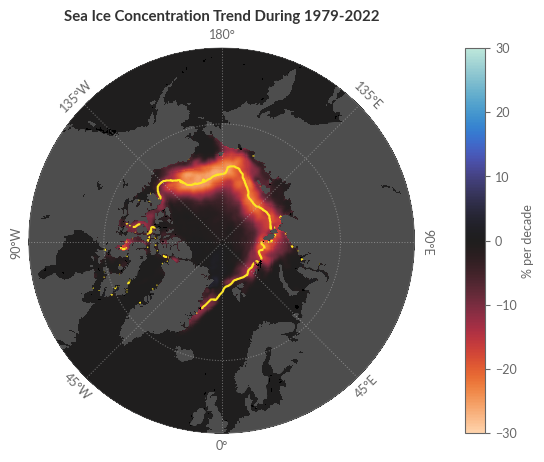 Sea Ice Concentration Trend During 1979-2022
180°
135°W
135°E
90°W
90°E
45°W
45°E
0°
30
20
10
0
−10
−20
−30
% per decade